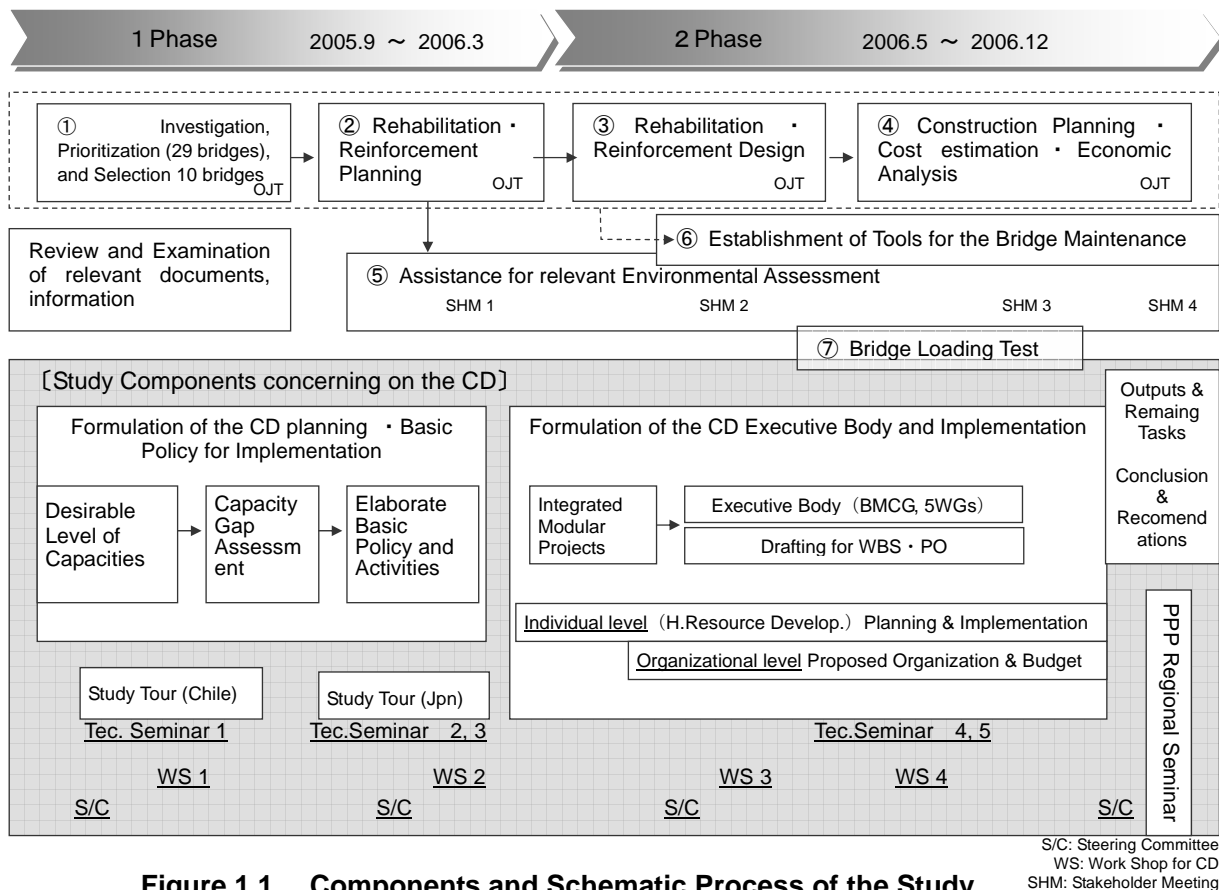 1 Phase 2005.9 ～ 2006.3
2 Phase 2006.5 ～ 2006.12
① Investigation,
Prioritization (29 bridges),
and Selection 10 bridges
OJT
② Rehabilitation・
Reinforcement
Planning
OJT
③ Rehabilitation ・
Reinforcement Design
OJT
④ Construction Planning ・
Cost estimation ・ Economic
Analysis
OJT
Review and Examination
of relevant documents,
information
⑥ Establishment of Tools for the Bridge Maintenance
⑤ Assistance for relevant Environmental Assessment
SHM 1 SHM 2 SHM 3 SHM 4
⑦ Bridge Loading Test
〔Study Components concerning on the CD〕
Formulation of the CD planning ・ Basic
Policy for Implementation
Desirable
Level of
Capacities
Capacity
Gap
Assessm
ent
Elaborate
Basic
Policy and
Activities
Formulation of the CD Executive Body and Implementation
Integrated
Modular
Projects
Executive Body（BMCG, 5WGs）
Drafting for WBS・PO
Individual level（H.Resource Develop.）Planning & Implementation
Organizational level Proposed Organization & Budget
Outputs &
Remaing
Tasks
Conclusion
&
Recomend
ations
PPP Regional Seminar
Study Tour (Chile)
Study Tour (Jpn)
Tec. Seminar 1 Tec.Seminar 2, 3 Tec.Seminar 4, 5
WS 1 WS 2 WS 3 WS 4
S/C S/C S/C S/C
S/C: Steering Committee
WS: Work Shop for CD
SHM: Stakeholder Meeting
Figure 1.1 Components and Schematic Process of the Study